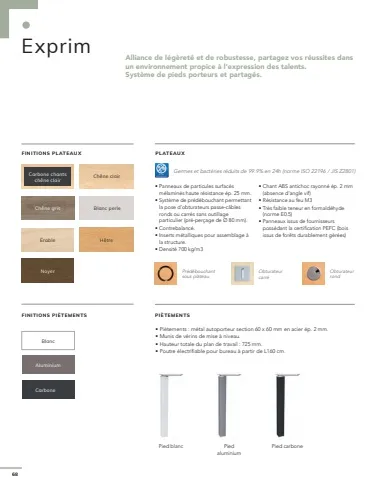 Exprim
Alliance de légèreté et de robustesse, partagez vos réussites dans
un environnement propice à l'expression des talents.
Système de pieds porteurs et partagés.
FINITIONS PLATEAUX
Carbone chants
chêne clair
Chêne clair
Chêne gris
Blanc perle
Érable
Hêtre
Noyer
PLATEAUX
Germes et bactéries réduits de 99.9% en 24h (norme ISO 22196 / JIS Z2801)
• Panneaux de particules surfacés
mélaminés haute résistance ép. 25 mm.
• Système de prédébouchant permettant
la pose d'obturateurs passe-câbles
ronds ou carrés sans outillage
particulier (pré-perçage de Ø 80 mm).
• Contrebalancé.
• Inserts métalliques pour assemblage à
la structure.
• Densité 700 kg/m3
• Chant ABS antichoc rayonné ép. 2 mm
(absence d'angle vif)
• Résistance au feu M3
• Très faible teneur en formaldéhyde
(norme E0.5)
• Panneaux issus de fournisseurs
possédant la certification PEFC (bois
issus de forêts durablement gérées)
Prédébouchant
sous plateau
Obturateur
carré
Obturateur
rond
FINITIONS PIÉTEMENTS
Blanc
Aluminium
Carbone
PIÉTEMENTS
• Piétements : métal autoporteur section 60 x 60 mm en acier ép. 2 mm.
• Munis de vérins de mise à niveau.
• Hauteur totale du plan de travail : 725 mm.
• Poutre électrifiable pour bureau à partir de L160 cm.
Pied blanc
Pied
aluminium
Pied carbone
68